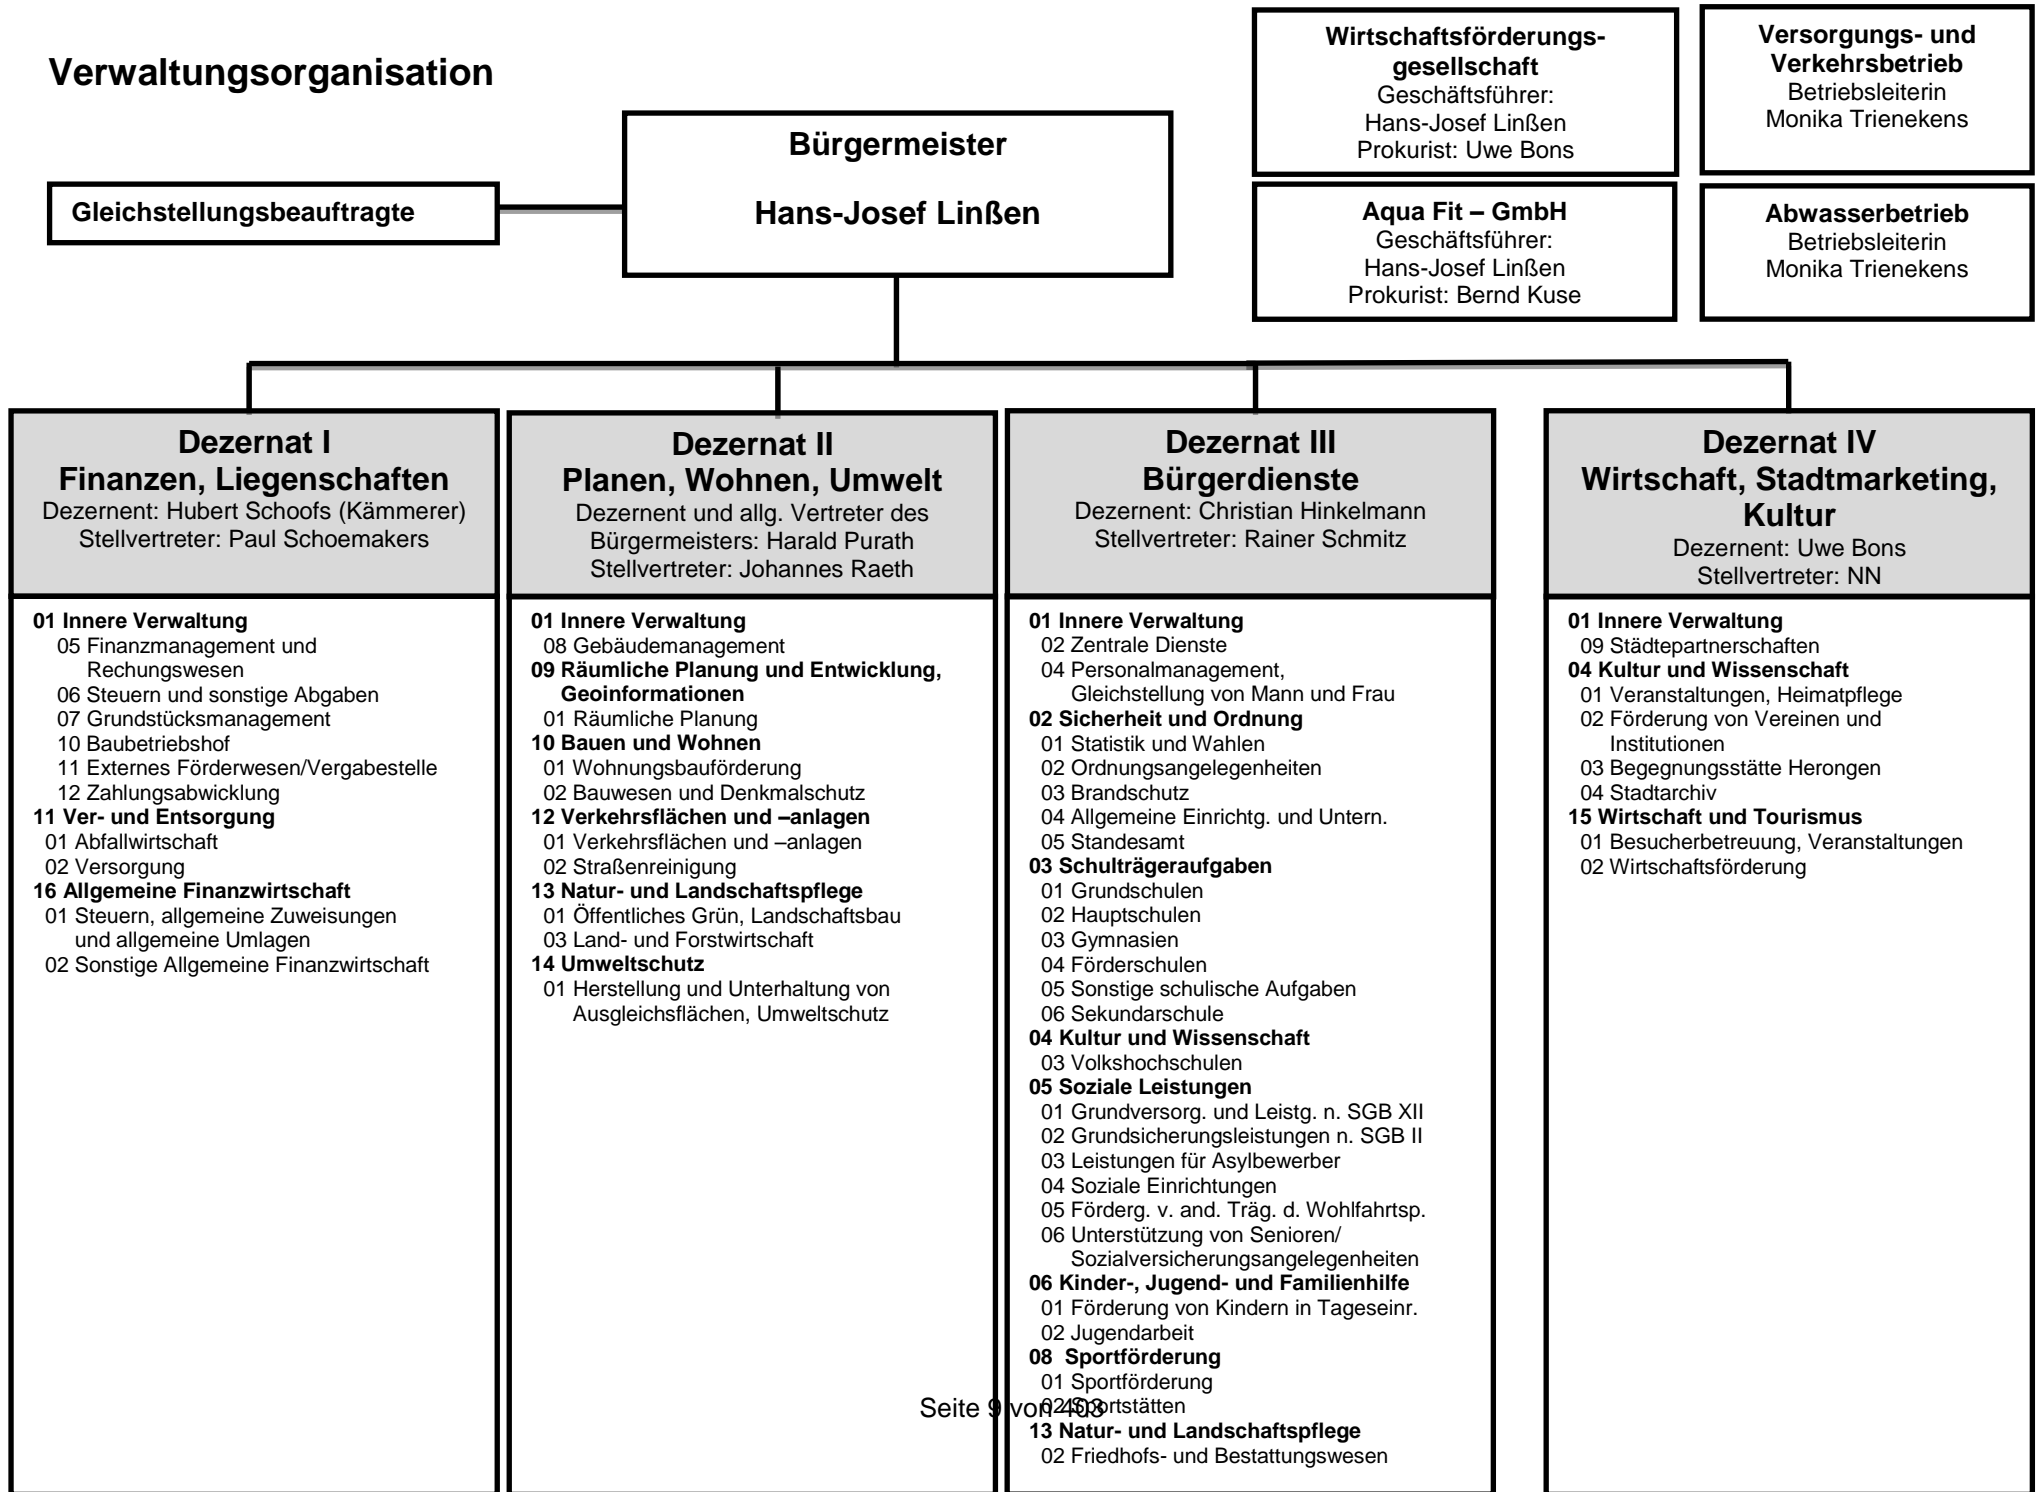 Verwaltungsorganisation
Gleichstellungsbeauftragte
Bürgermeister
Hans-Josef Linßen
Wirtschaftsförderungs-
gesellschaft
Geschäftsführer:
Hans-Josef Linßen
Prokurist: Uwe Bons
Versorgungs- und
Verkehrsbetrieb
Betriebsleiterin
Monika Trienekens
Aqua Fit – GmbH
Geschäftsführer:
Hans-Josef Linßen
Prokurist: Bernd Kuse
Abwasserbetrieb
Betriebsleiterin
Monika Trienekens
Dezernat I
Finanzen, Liegenschaften
Dezernent: Hubert Schoofs (Kämmerer)
Stellvertreter: Paul Schoemakers
01 Innere Verwaltung
05 Finanzmanagement und
Rechungswesen
06 Steuern und sonstige Abgaben
07 Grundstücksmanagement
10 Baubetriebshof
11 Externes Förderwesen/Vergabestelle
12 Zahlungsabwicklung
11 Ver- und Entsorgung
01 Abfallwirtschaft
02 Versorgung
16 Allgemeine Finanzwirtschaft
01 Steuern, allgemeine Zuweisungen
und allgemeine Umlagen
02 Sonstige Allgemeine Finanzwirtschaft
Dezernat II
Planen, Wohnen, Umwelt
Dezernent und allg. Vertreter des
Bürgermeisters: Harald Purath
Stellvertreter: Johannes Raeth
01 Innere Verwaltung
08 Gebäudemanagement
09 Räumliche Planung und Entwicklung,
Geoinformationen
01 Räumliche Planung
10 Bauen und Wohnen
01 Wohnungsbauförderung
02 Bauwesen und Denkmalschutz
12 Verkehrsflächen und –anlagen
01 Verkehrsflächen und –anlagen
02 Straßenreinigung
13 Natur- und Landschaftspflege
01 Öffentliches Grün, Landschaftsbau
03 Land- und Forstwirtschaft
14 Umweltschutz
01 Herstellung und Unterhaltung von
Ausgleichsflächen, Umweltschutz
Dezernat III
Bürgerdienste
Dezernent: Christian Hinkelmann
Stellvertreter: Rainer Schmitz
01 Innere Verwaltung
02 Zentrale Dienste
04 Personalmanagement,
Gleichstellung von Mann und Frau
02 Sicherheit und Ordnung
01 Statistik und Wahlen
02 Ordnungsangelegenheiten
03 Brandschutz
04 Allgemeine Einrichtg. und Untern.
05 Standesamt
03 Schulträgeraufgaben
01 Grundschulen
02 Hauptschulen
03 Gymnasien
04 Förderschulen
05 Sonstige schulische Aufgaben
06 Sekundarschule
04 Kultur und Wissenschaft
03 Volkshochschulen
05 Soziale Leistungen
01 Grundversorg. und Leistg. n. SGB XII
02 Grundsicherungsleistungen n. SGB II
03 Leistungen für Asylbewerber
04 Soziale Einrichtungen
05 Förderg. v. and. Träg. d. Wohlfahrtsp.
06 Unterstützung von Senioren/
Sozialversicherungsangelegenheiten
06 Kinder-, Jugend- und Familienhilfe
01 Förderung von Kindern in Tageseinr.
02 Jugendarbeit
08 Sportförderung
01 Sportförderung
02 Sportstätten
13 Natur- und Landschaftspflege
02 Friedhofs- und Bestattungswesen
Dezernat IV
Wirtschaft, Stadtmarketing,
Kultur
Dezernent: Uwe Bons
Stellvertreter: NN
01 Innere Verwaltung
09 Städtepartnerschaften
04 Kultur und Wissenschaft
01 Veranstaltungen, Heimatpflege
02 Förderung von Vereinen und
Institutionen
03 Begegnungsstätte Herongen
04 Stadtarchiv
15 Wirtschaft und Tourismus
01 Besucherbetreuung, Veranstaltungen
02 Wirtschaftsförderung
Seite 9 von 403